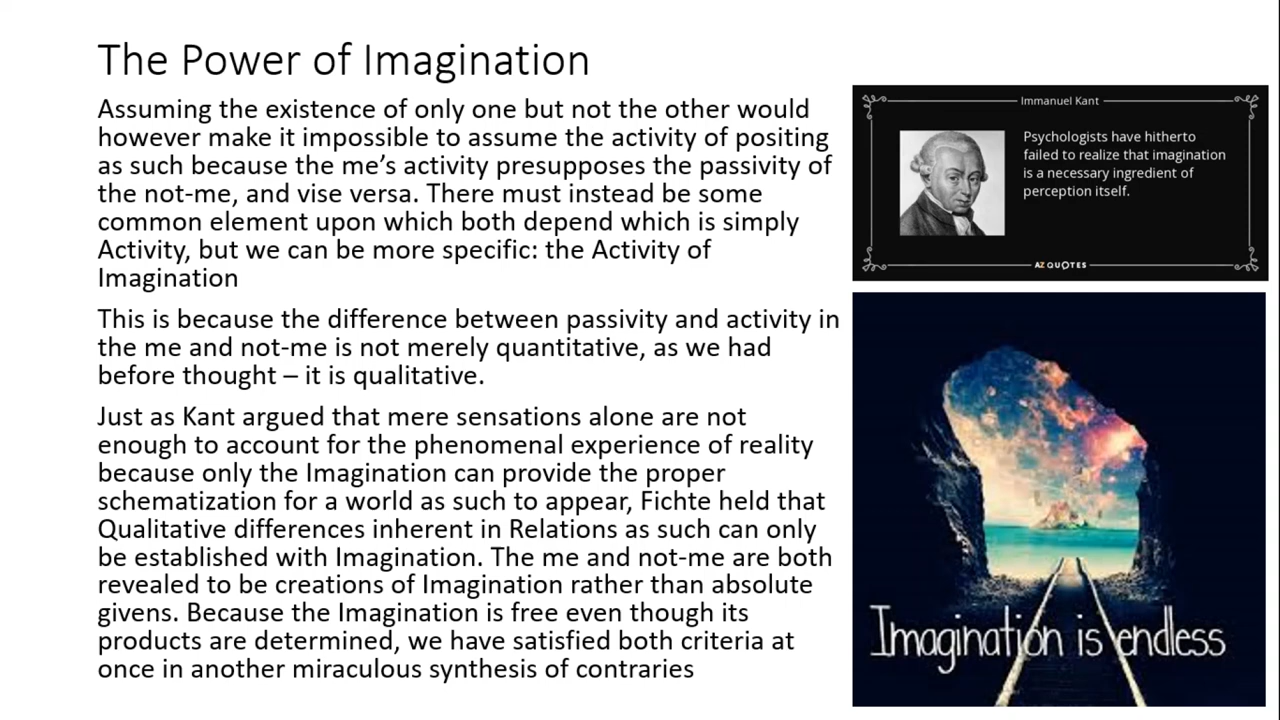 The Power of Imagination
Assuming the existence of only one but not the other would
however make it impossible to assume the activity of positing
as such because the me’s activity presupposes the passivity of
the not-me, and vise versa. There must instead be some
common element upon which both depend which is simply
Activity, but we can be more specific: the Activity of
Imagination
This is because the difference between passivity and activity in
the me and not-me is not merely quantitative, as we had
before thought – it is qualitative.
Just as Kant argued that mere sensations alone are not
enough to account for the phenomenal experience of reality
because only the Imagination can provide the proper
schematization for a world as such to appear, Fichte held that
Qualitative differences inherent in Relations as such can only
be established with Imagination. The me and not-me are both
revealed to be creations of Imagination rather than absolute
givens. Because the Imagination is free even though its
products are determined, we have satisfied both criteria at
once in another miraculous synthesis of contraries
Immanuel Kant
Psychologists have hitherto
failed to realize that imagination
is a necessary ingredient of
perception itself.
AZ QUOTES
Imagination is endless